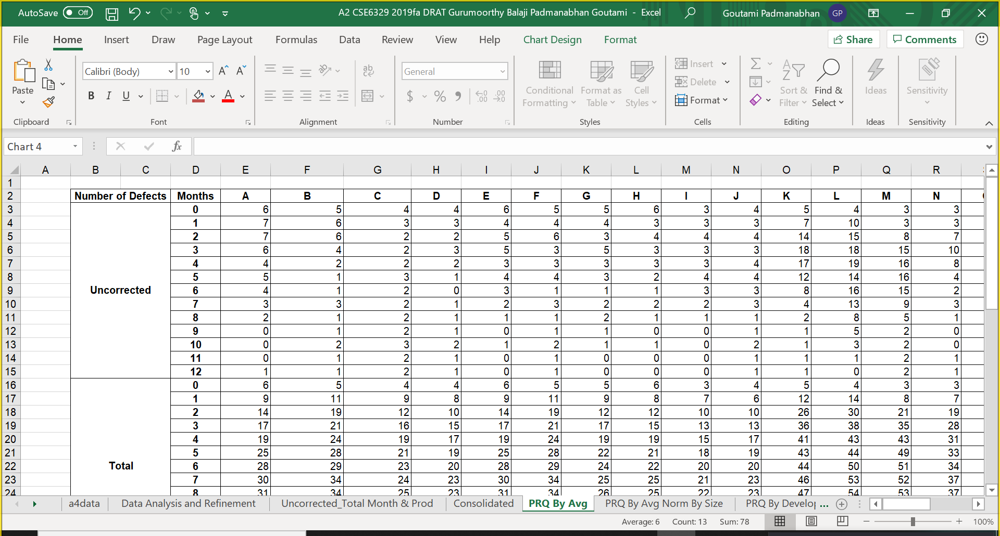 AutoSave Off A2 CSE6329 2019fa DRAT Gurumoorthy Balaji Padmanabhan Goutami - Excel Goutami Padmanabhan GP
File Home Insert Draw Page Layout Formulas Data Review View Help Chart Design Format Share Comments
Paste
Clipboard
Calibri (Body) 10
B I U A
Font
ab
Alignment
General
$ % 9 .00 .00
Number
Conditional Formatting
Format as Table
Cell Styles
Styles
Insert
Delete
Format
Cells
Sort & Filter
Find & Select
Editing
Ideas
Ideas
Sensitivity
Sensitivity
Chart 4 fx
A B C D E F G H I J K L M N O P Q R
1
2 Number of Defects Months A B C D E F G H I J K L M N
3 0 6 5 4 4 6 5 5 6 3 4 5 4 3 3
4 1 7 6 3 3 4 4 4 3 3 3 7 10 3 3
5 2 7 6 2 2 5 6 3 4 4 4 14 15 8 7
6 3 6 4 2 3 5 3 5 3 3 3 18 18 15 10
7 4 4 2 2 2 3 3 3 3 3 4 17 19 16 8
8 5 5 1 3 1 4 4 3 2 4 4 12 14 16 4
9 Uncorrected 6 4 1 2 0 3 1 1 1 3 3 8 16 15 2
10 7 3 3 2 1 2 3 2 2 2 3 4 13 9 3
11 8 2 1 2 1 1 1 2 1 1 1 2 8 5 1
12 9 0 1 2 1 0 1 1 0 0 1 1 5 2 0
13 10 0 2 3 2 1 2 1 1 0 2 1 3 2 0
14 11 0 1 2 1 0 1 0 0 0 1 1 1 2 1
15 12 1 1 2 1 0 1 0 0 0 1 1 0 2 1
16 0 6 5 4 4 6 5 5 6 3 4 5 4 3 3
17 1 9 11 9 8 9 11 9 8 7 6 12 14 8 7
18 2 14 19 12 10 14 19 12 12 10 10 26 30 21 19
19 3 17 21 16 15 17 21 17 15 13 13 36 38 35 28
20 4 19 24 19 17 19 24 19 19 15 17 41 43 43 31
21 5 25 28 21 19 25 28 22 21 18 19 43 44 49 33
22 Total 6 28 29 23 20 28 29 24 22 20 20 44 50 51 34
23 7 30 34 24 23 30 34 25 25 21 23 46 53 52 37
24 8 31 34 25 23 31 34 26 25 22 23 47 54 53 37
a4data Data Analysis and Refinement Uncorrected_Total Month & Prod Consolidated PRQ By Avg PRQ By Avg Norm By Size PRQ By Develop ...
Average: 6 Count: 13 Sum: 78 100%